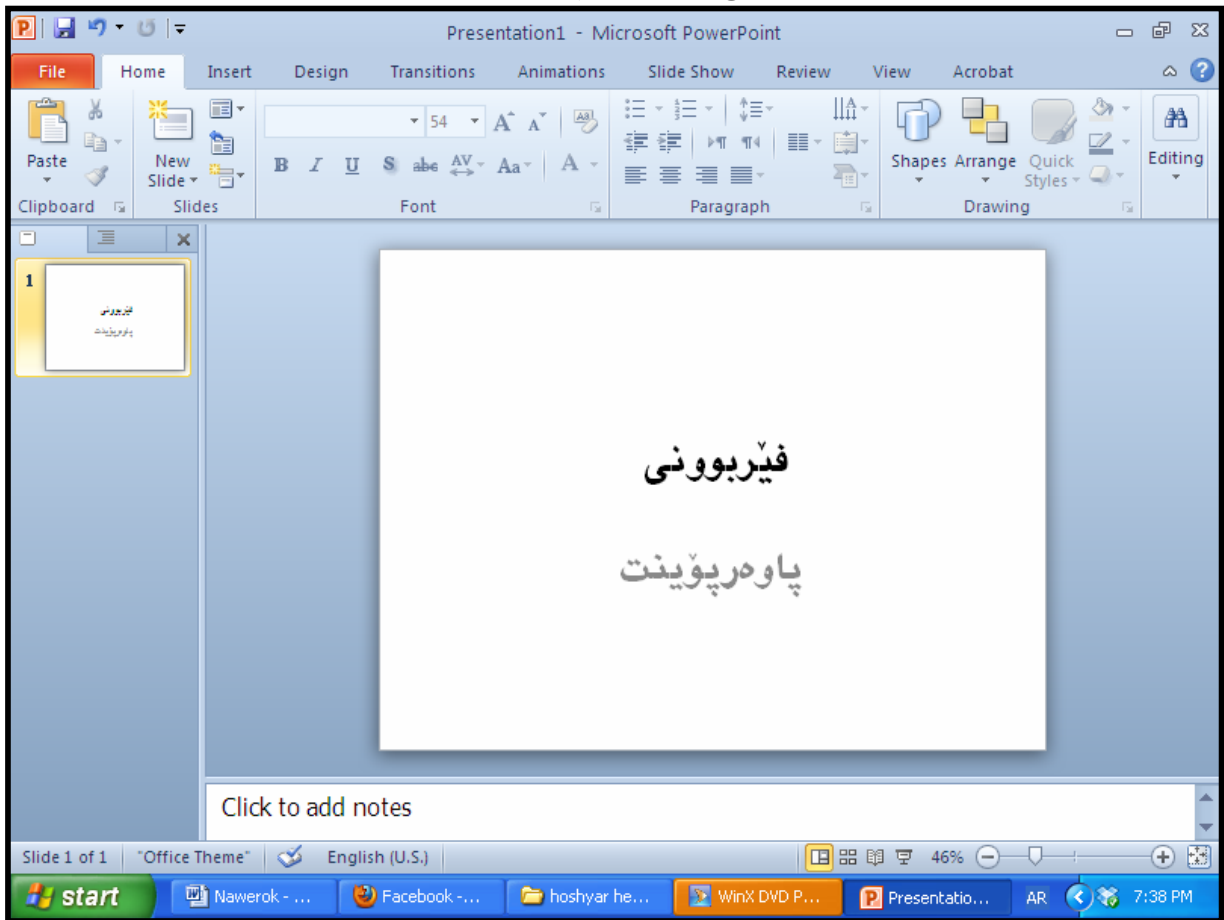 Presentation1 - Microsoft PowerPoint
File Home Insert Design Transitions Animations Slide Show Review View Acrobat
54
Paste New Slide Shapes Arrange Quick Styles Editing
Clipboard Slides Font Paragraph Drawing
1
فێربوونی
پاوەرپۆینت
فێربوونی
پاوەرپۆینت
Click to add notes
Slide 1 of 1 "Office Theme" English (U.S.) 46%
start Nawerok - ... Facebook -... hoshyar he... WinX DVD P... Presentatio... AR 7:38 PM